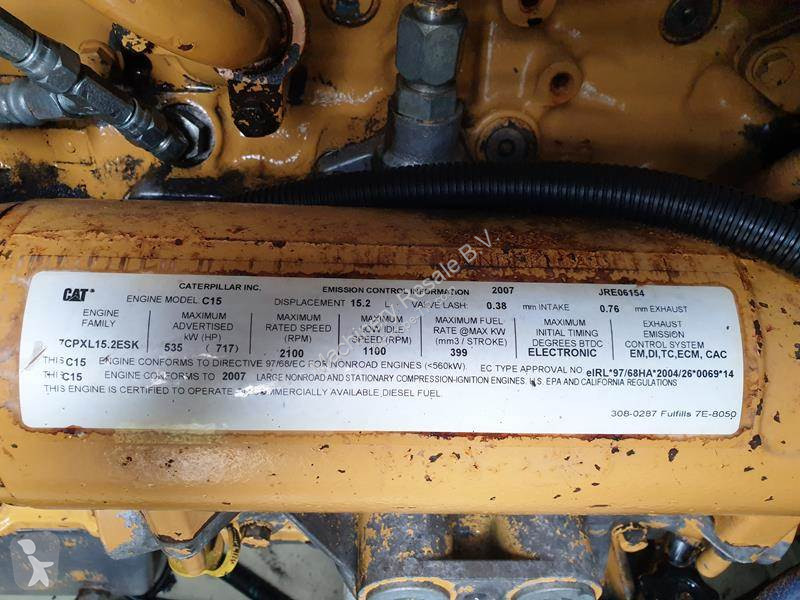 CATERPILLAR INC. EMISSION CONTROL INFORMATION 2007 JRE06154
CAT ENGINE MODEL C15 DISPLACEMENT 15.2 L VALVE LASH: 0.38 mm INTAKE 0.76 mm EXHAUST
ENGINE FAMILY
7CPXL15.2ESK
MAXIMUM ADVERTISED kW (HP)
535 (717)
MAXIMUM RATED SPEED (RPM)
2100
MAXIMUM LOW IDLE SPEED (RPM)
1100
MAXIMUM FUEL RATE @MAX KW (mm3 / STROKE)
399
MAXIMUM INITIAL TIMING DEGREES BTDC
ELECTRONIC
EXHAUST EMISSION CONTROL SYSTEM
EM,DI,TC,ECM, CAC
THIS C15 ENGINE CONFORMS TO DIRECTIVE 97/68/EC FOR NONROAD ENGINES (<560kW). EC TYPE APPROVAL NO eIRL*97/68HA*2004/26*0069*14
THIS C15 ENGINE CONFORMS TO 2007 LARGE NONROAD AND STATIONARY COMPRESSION-IGNITION ENGINES. U.S. EPA AND CALIFORNIA REGULATIONS
THIS ENGINE IS CERTIFIED TO OPERATE ON COMMERCIALLY AVAILABLE DIESEL FUEL.
308-0287 Fulfills 7E-8050
Machinery Resale B.V.